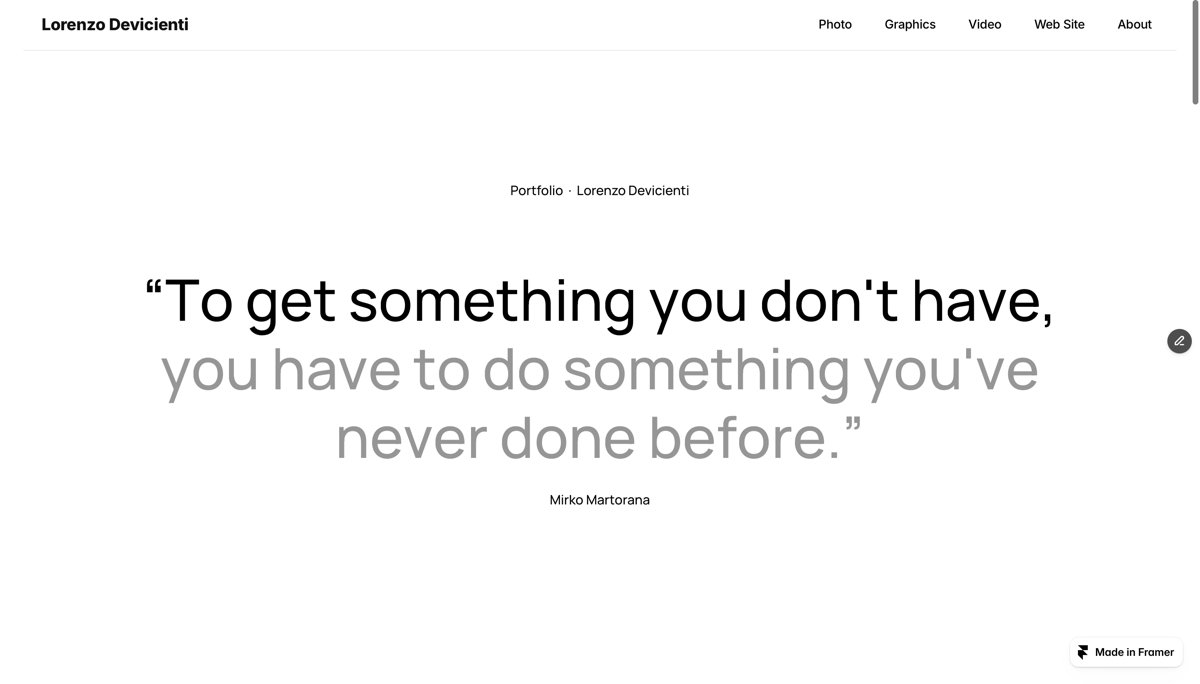 Lorenzo Devicienti
Photo Graphics Video Web Site About
Portfolio · Lorenzo Devicienti
“To get something you don't have,
you have to do something you've
never done before.”
Mirko Martorana
Made in Framer